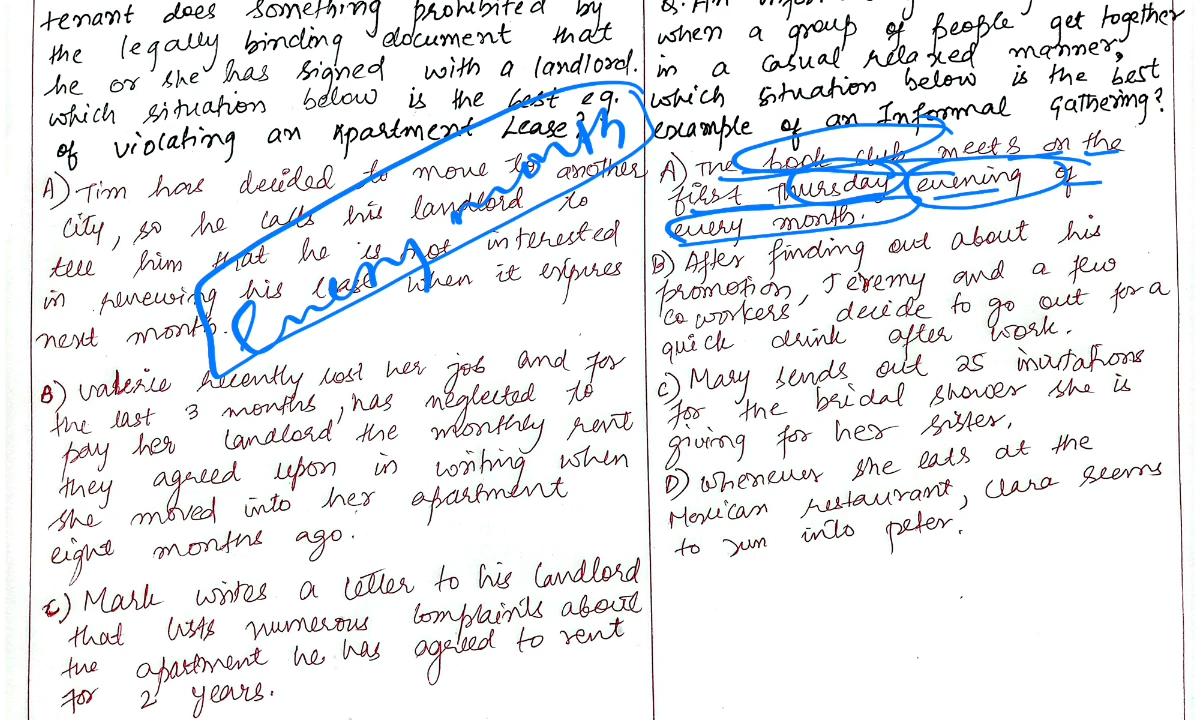 tenant does something prohibited by
the legally binding document that
he or she has signed with a landlord.
which situation below is the best eg.
of violating an Apartment Lease?
A) Tim has decided to move to another
city, so he calls his landlord to
tell him that he is not interested
in renewing his lease when it expires
next month.
B) Valerie recently lost her job and for
the last 3 months, has neglected to
pay her landlord the monthly rent
they agreed upon in writing when
she moved into her apartment
eight months ago.
C) Mark writes a letter to his landlord
that lists numerous complaints about
the apartment he has agreed to rent
for 2 years.
every month
when a group of people get together
in a casual relaxed manner,
which situation below is the best
example of an Informal Gathering?
A) The book club meets on the
first Thursday evening of
every month.
B) After finding out about his
promotion, Jeremy and a few
co workers decide to go out for a
quick drink after work.
C) Mary sends out 25 invitations
for the bridal shower she is
giving for her sister.
D) whenever she eats at the
Mexican restaurant, Clara seems
to run into peter.